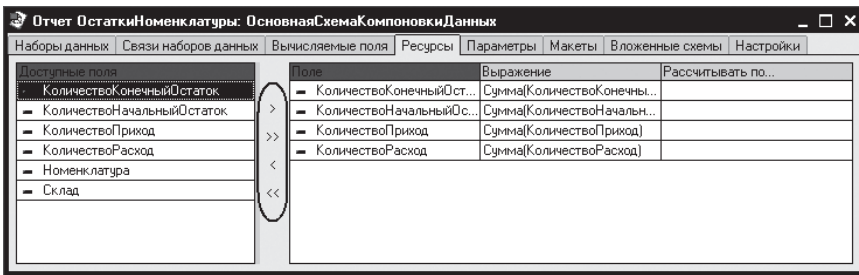 Отчет ОстаткиНоменклатуры: ОсновнаяСхемаКомпоновкиДанных
Наборы данных Связи наборов данных Вычисляемые поля Ресурсы Параметры Макеты Вложенные схемы Настройки
Доступные поля Поле Выражение Рассчитывать по...
КоличествоКонечныйОстаток КоличествоКонечныйОст... Сумма(КоличествоКонечны...
КоличествоНачальныйОстаток КоличествоНачальныйОс... Сумма(КоличествоНачальн...
КоличествоПриход КоличествоПриход Сумма(КоличествоПриход)
КоличествоРасход КоличествоРасход Сумма(КоличествоРасход)
Номенклатура
Склад
>
>>
<
<<